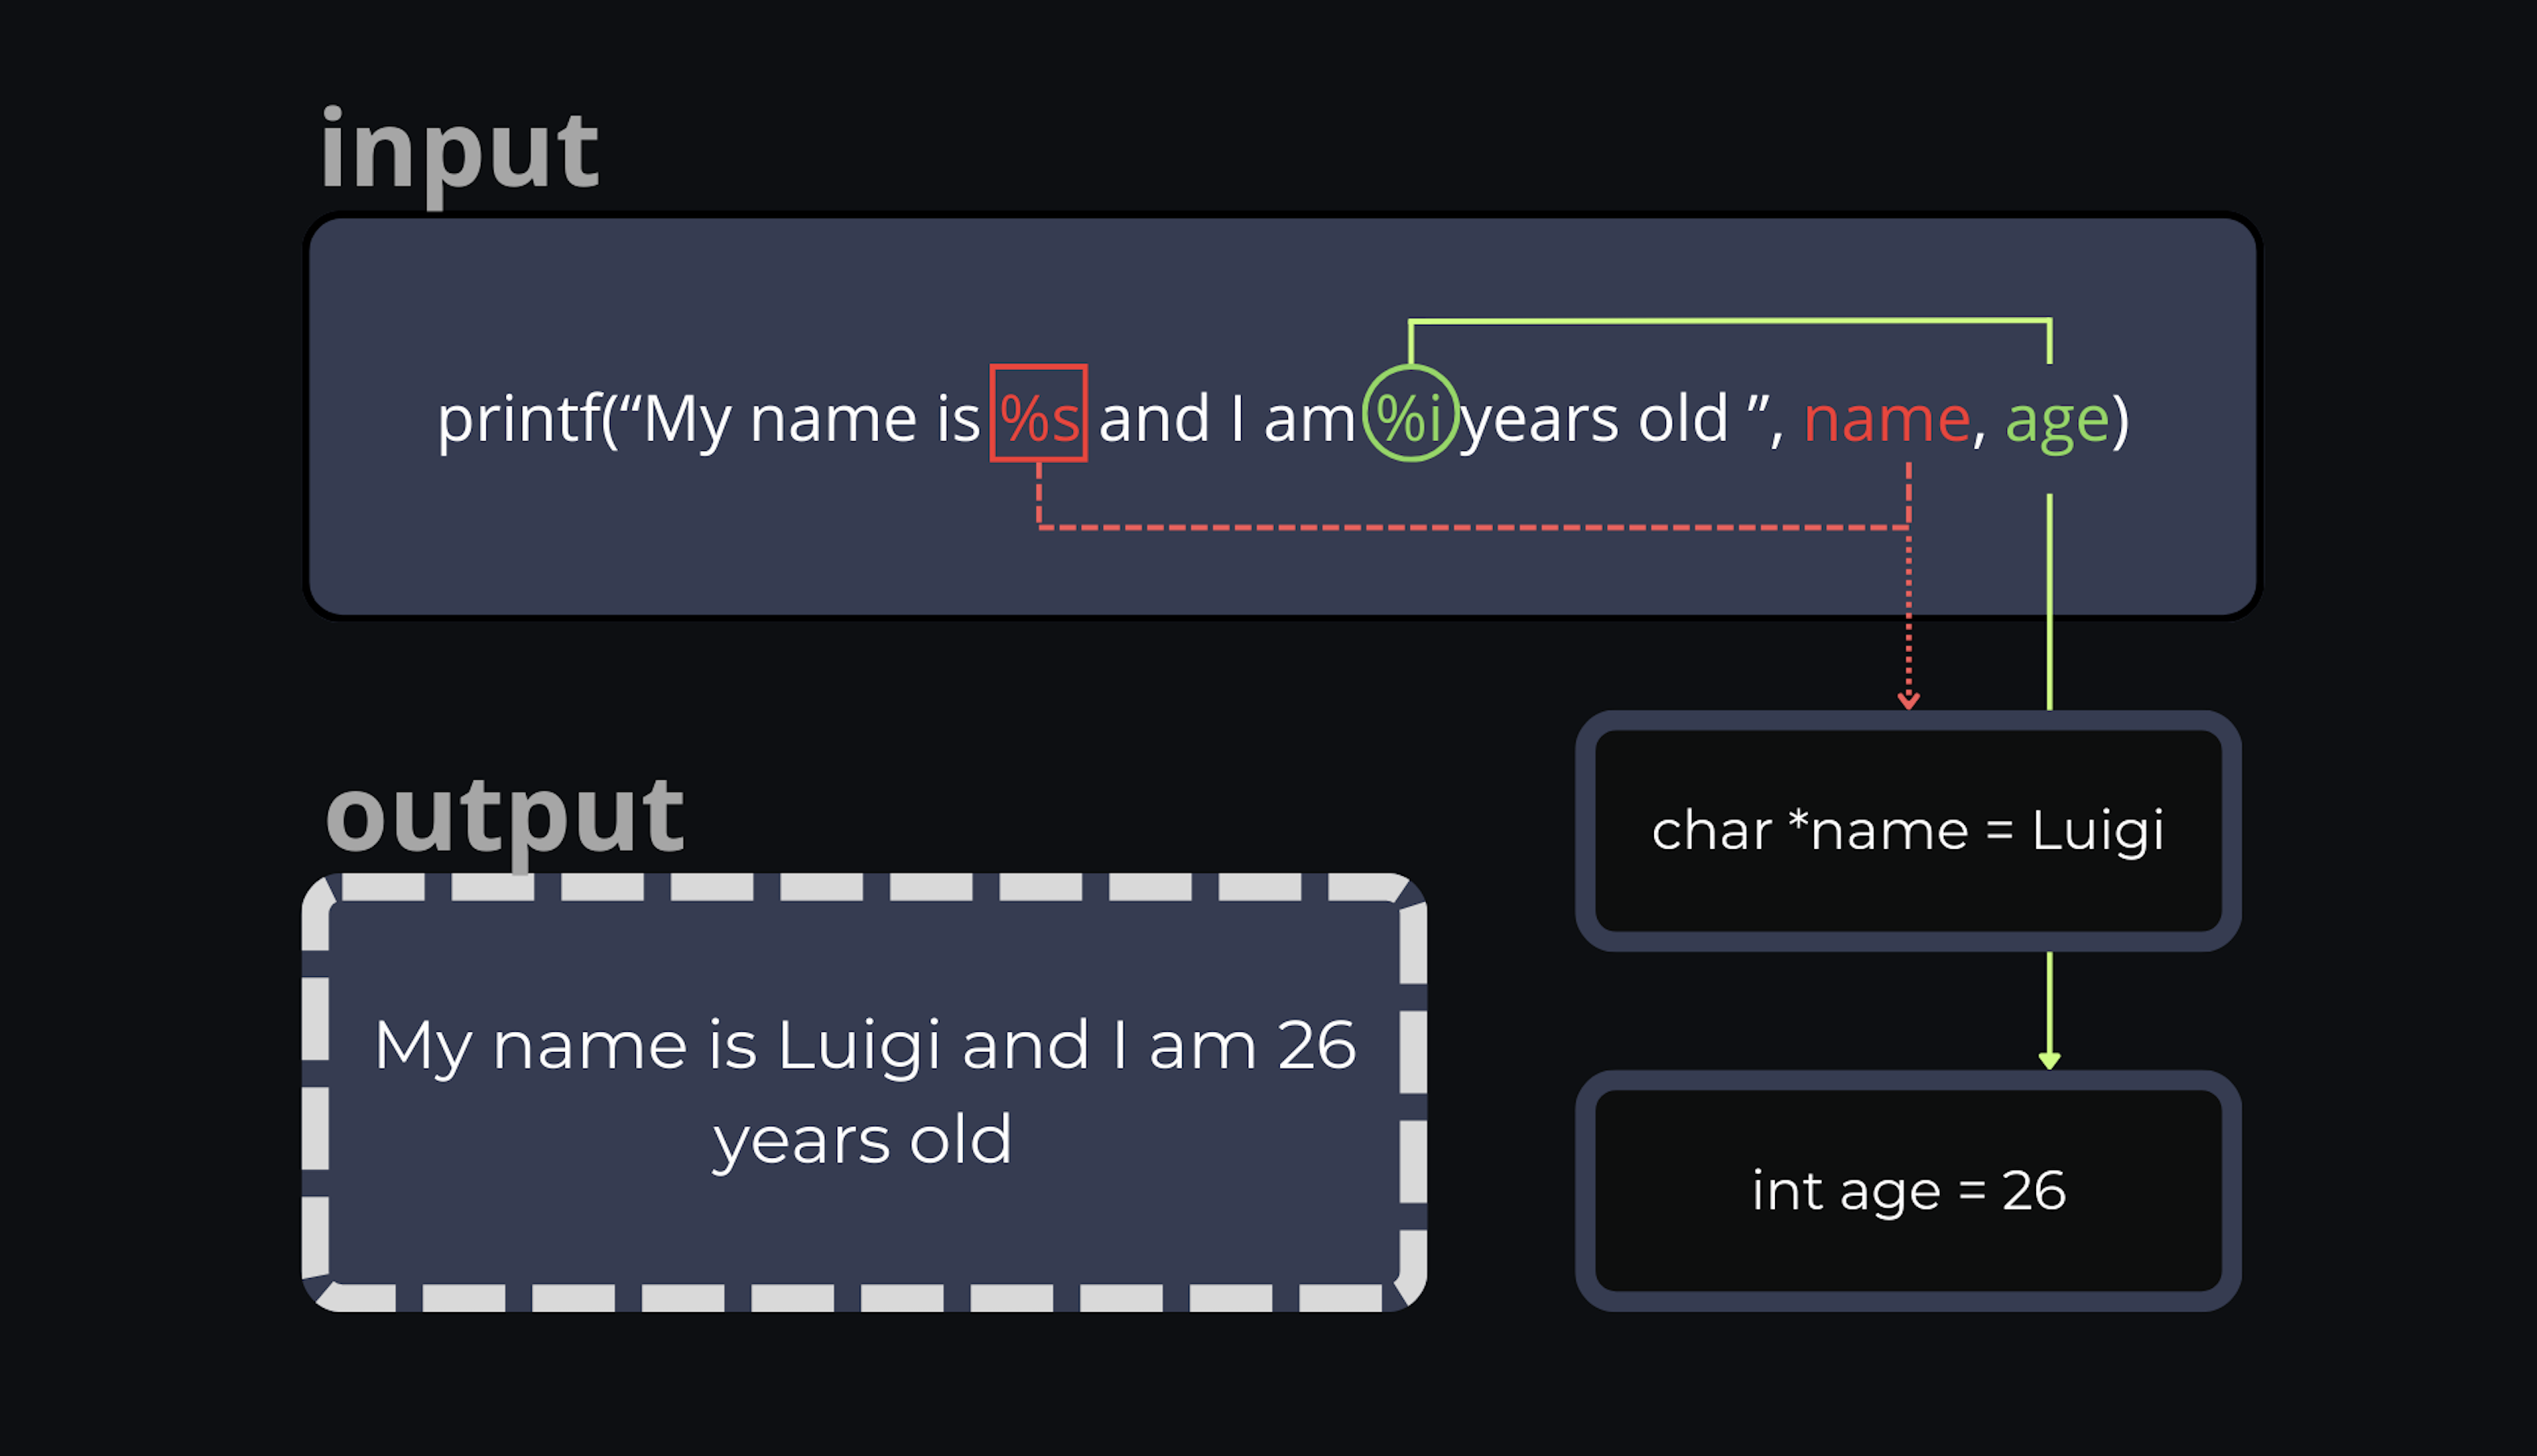 input
printf(“My name is %s and I am %i years old ”, name, age)
output
My name is Luigi and I am 26
years old
char *name = Luigi
int age = 26